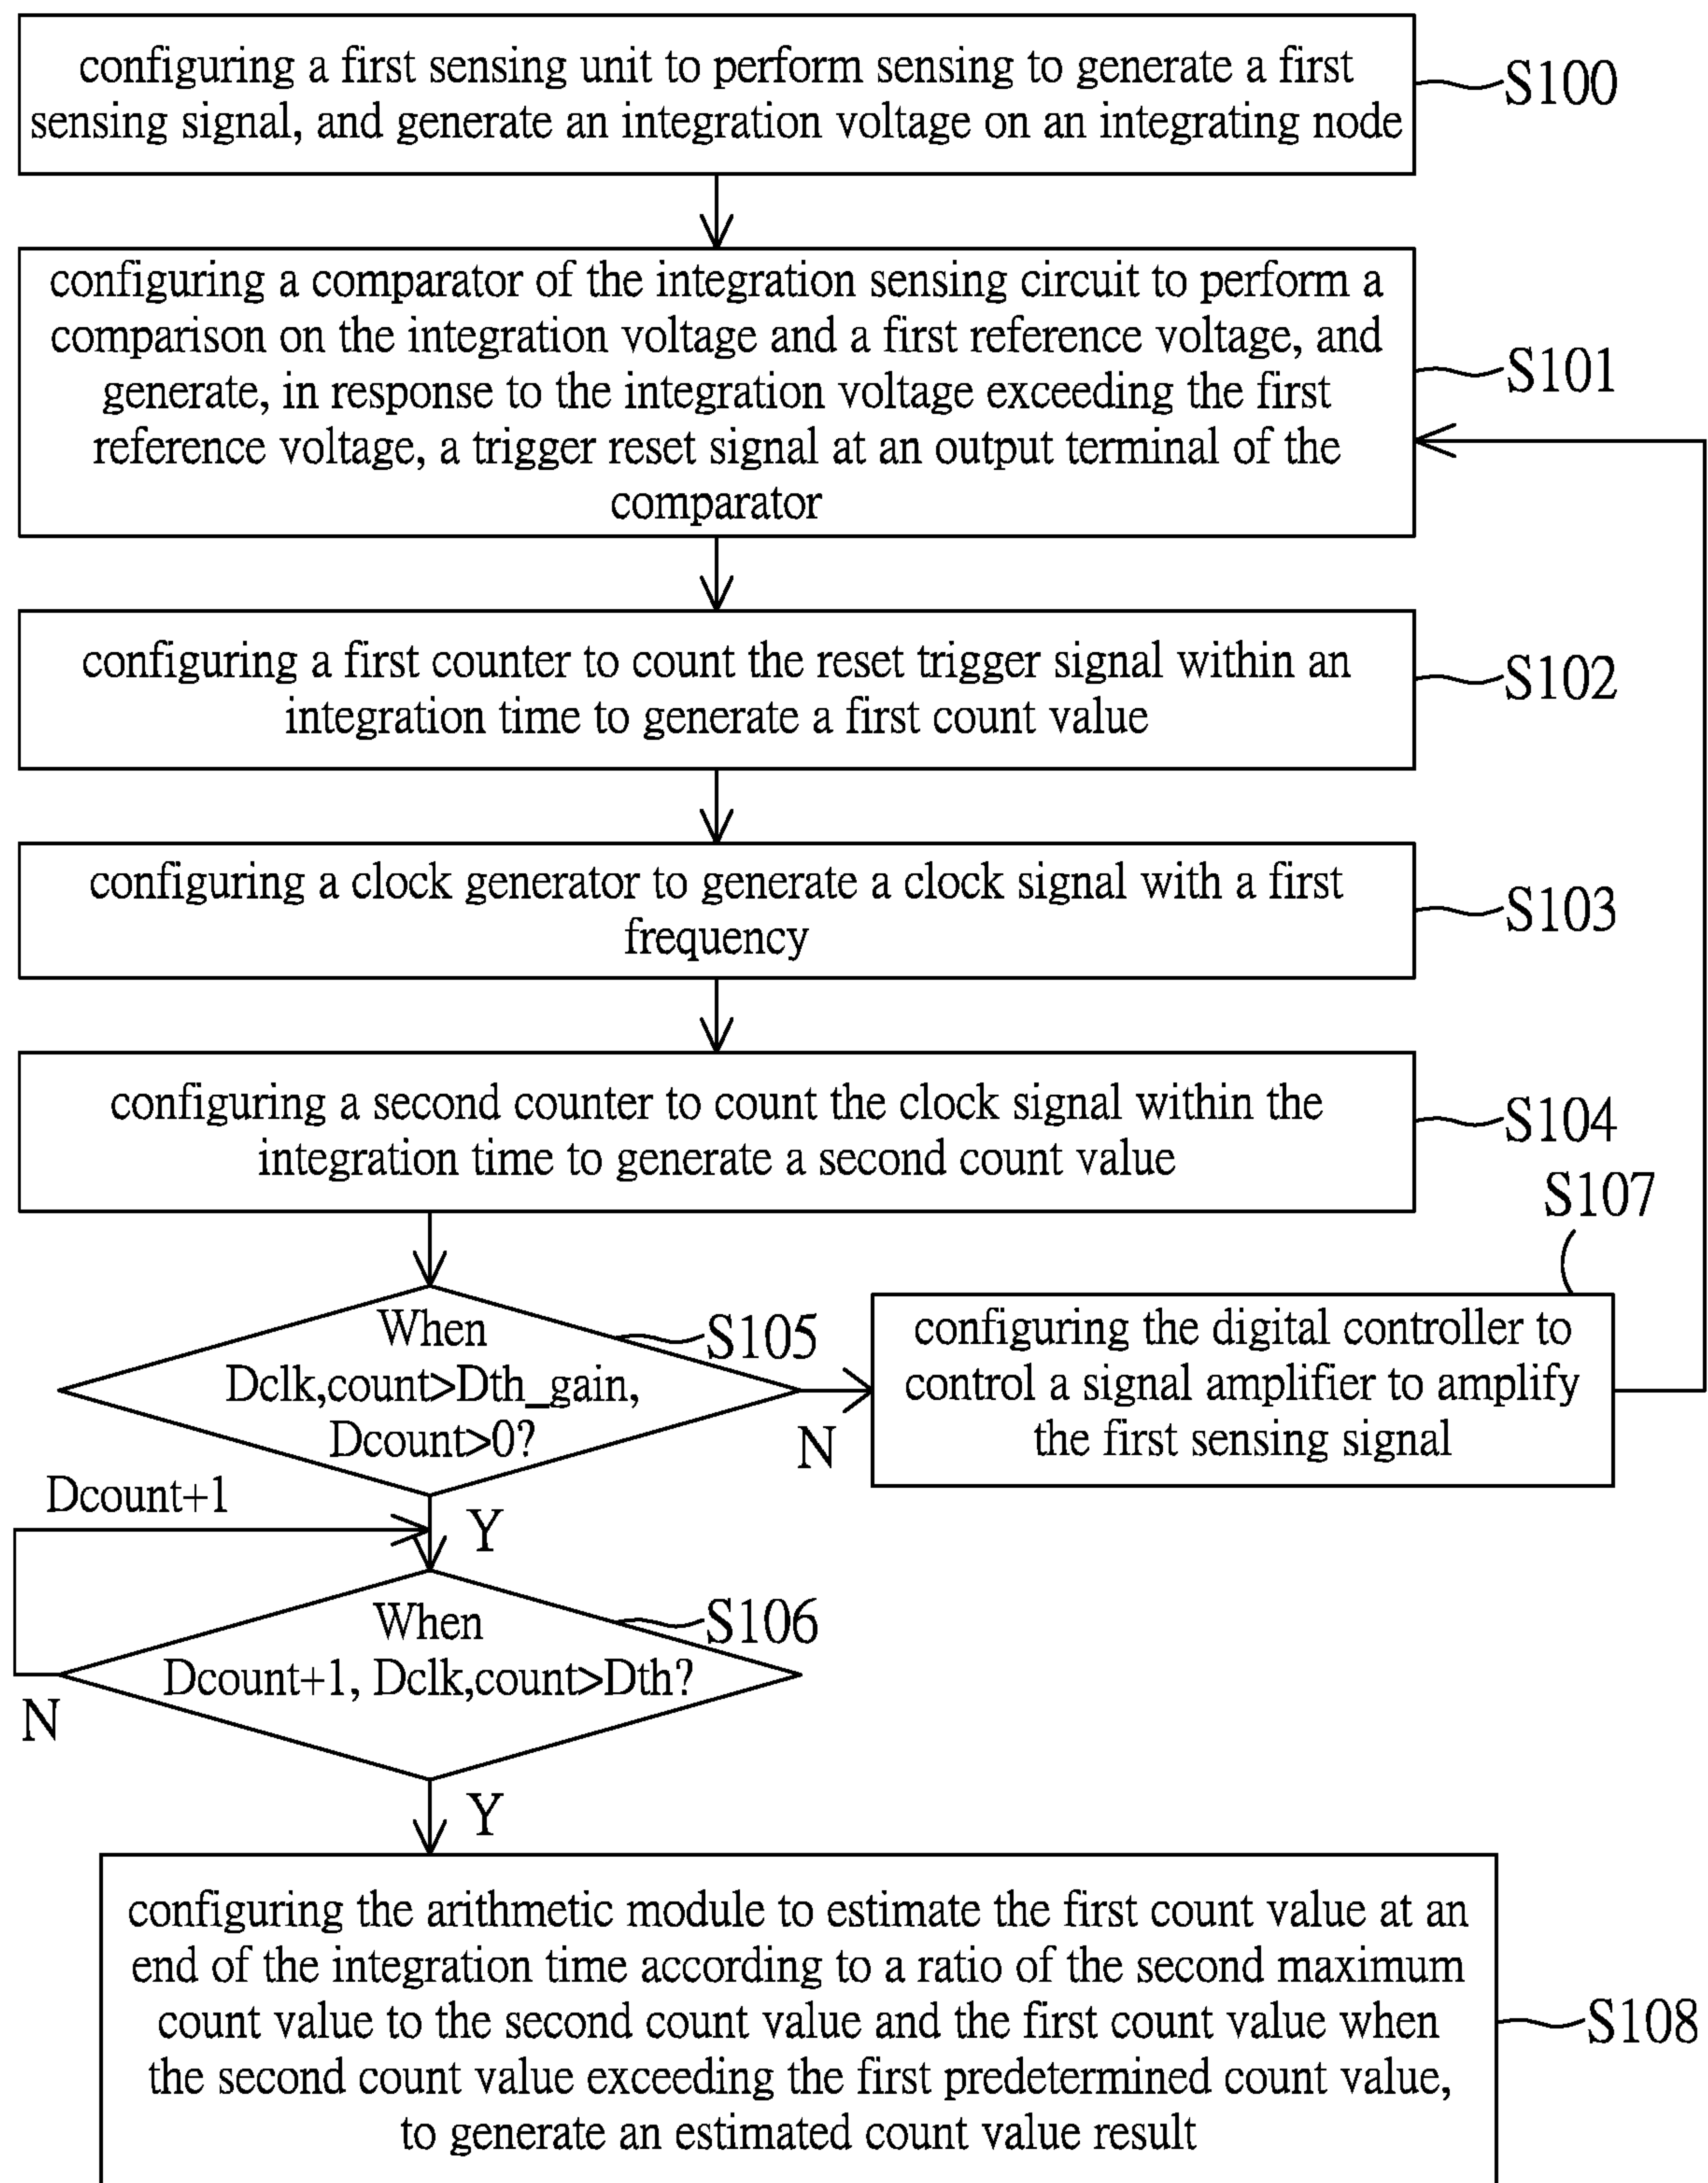 configuring a first sensing unit to perform sensing to generate a first
sensing signal, and generate an integration voltage on an integrating node
S100
configuring a comparator of the integration sensing circuit to perform a
comparison on the integration voltage and a first reference voltage, and
generate, in response to the integration voltage exceeding the first
reference voltage, a trigger reset signal at an output terminal of the
comparator
S101
configuring a first counter to count the reset trigger signal within an
integration time to generate a first count value
S102
configuring a clock generator to generate a clock signal with a first
frequency
S103
configuring a second counter to count the clock signal within the
integration time to generate a second count value
S104
S107
When
Dclk,count>Dth_gain,
Dcount>0?
S105
N
configuring the digital controller to
control a signal amplifier to amplify
the first sensing signal
Dcount+1
Y
When
Dcount+1, Dclk,count>Dth?
S106
N
Y
configuring the arithmetic module to estimate the first count value at an
end of the integration time according to a ratio of the second maximum
count value to the second count value and the first count value when
the second count value exceeding the first predetermined count value,
to generate an estimated count value result
S108